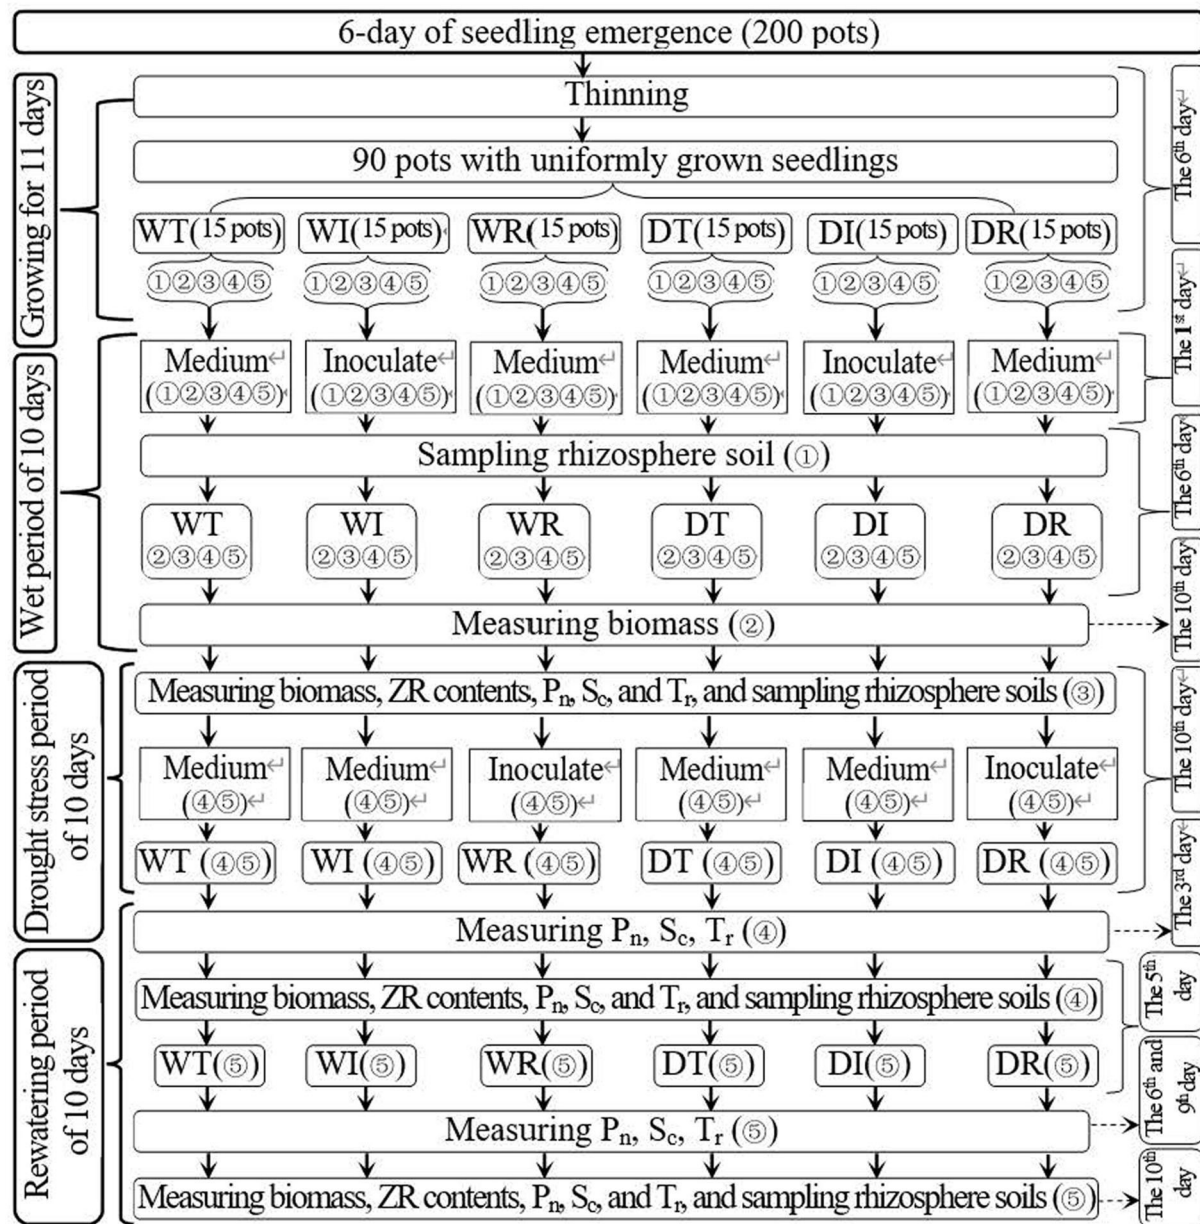 6-day of seedling emergence (200 pots)
Growing for 11 days
Thinning
The 6th day↵
90 pots with uniformly grown seedlings
WT(15 pots) WI(15 pots) WR(15 pots) DT(15 pots) DI(15 pots) DR(15 pots)
①②③④⑤ ①②③④⑤ ①②③④⑤ ①②③④⑤ ①②③④⑤ ①②③④⑤
Wet period of 10 days
Medium↵ Inoculate↵ Medium↵ Medium↵ Inoculate↵ Medium↵
(①②③④⑤) (①②③④⑤) (①②③④⑤) (①②③④⑤) (①②③④⑤) (①②③④⑤)
The 1st day↵
Sampling rhizosphere soil (①)
The 6th day↵
WT WI WR DT DI DR
②③④⑤ ②③④⑤ ②③④⑤ ②③④⑤ ②③④⑤ ②③④⑤
Measuring biomass (②)
The 10th day↵
Drought stress period
of 10 days
Measuring biomass, ZR contents, Pn, Sc, and Tr, and sampling rhizosphere soils (③)
The 10th day↵
Medium↵ Medium↵ Inoculate↵ Medium↵ Medium↵ Inoculate↵
(④⑤)↵ (④⑤)↵ (④⑤)↵ (④⑤)↵ (④⑤)↵ (④⑤)↵
WT (④⑤) WI (④⑤) WR (④⑤) DT (④⑤) DI (④⑤) DR (④⑤)
Rewatering period
of 10 days
Measuring Pn, Sc, Tr (④)
The 3rd day↵
Measuring biomass, ZR contents, Pn, Sc, and Tr, and sampling rhizosphere soils (④)
The 5th
day
WT(⑤) WI(⑤) WR(⑤) DT(⑤) DI(⑤) DR(⑤)
Measuring Pn, Sc, Tr (⑤)
The 6th and
9th day
Measuring biomass, ZR contents, Pn, Sc, and Tr, and sampling rhizosphere soils (⑤)
The 10th
day